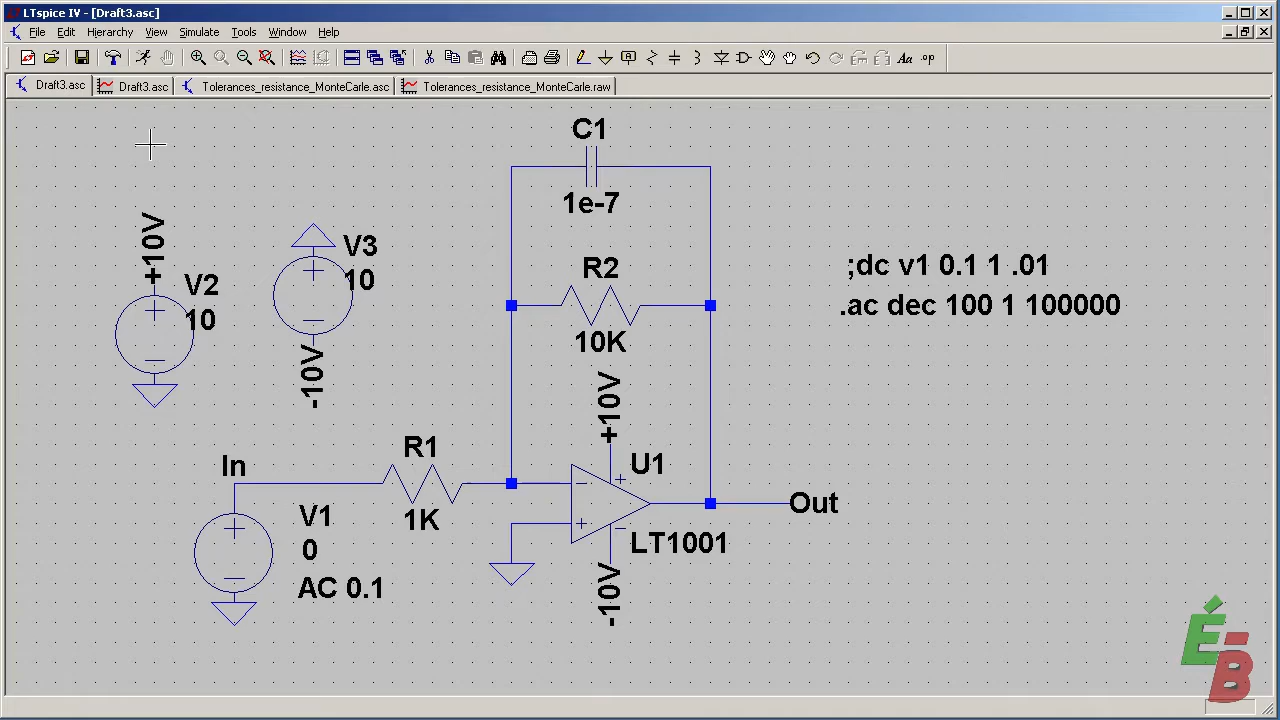 LTspice IV - [Draft3.asc]
File Edit Hierarchy View Simulate Tools Window Help
Aa .op
Draft3.asc Draft3.asc Tolerances_resistance_MonteCarle.asc Tolerances_resistance_MonteCarle.raw
C1
1e-7
+10V
V2
10
V3
10
-10V
R2
10K
;dc v1 0.1 1 .01
.ac dec 100 1 100000
+10V
In
R1
1K
U1
Out
V1
0
AC 0.1
LT1001
-10V
É
B